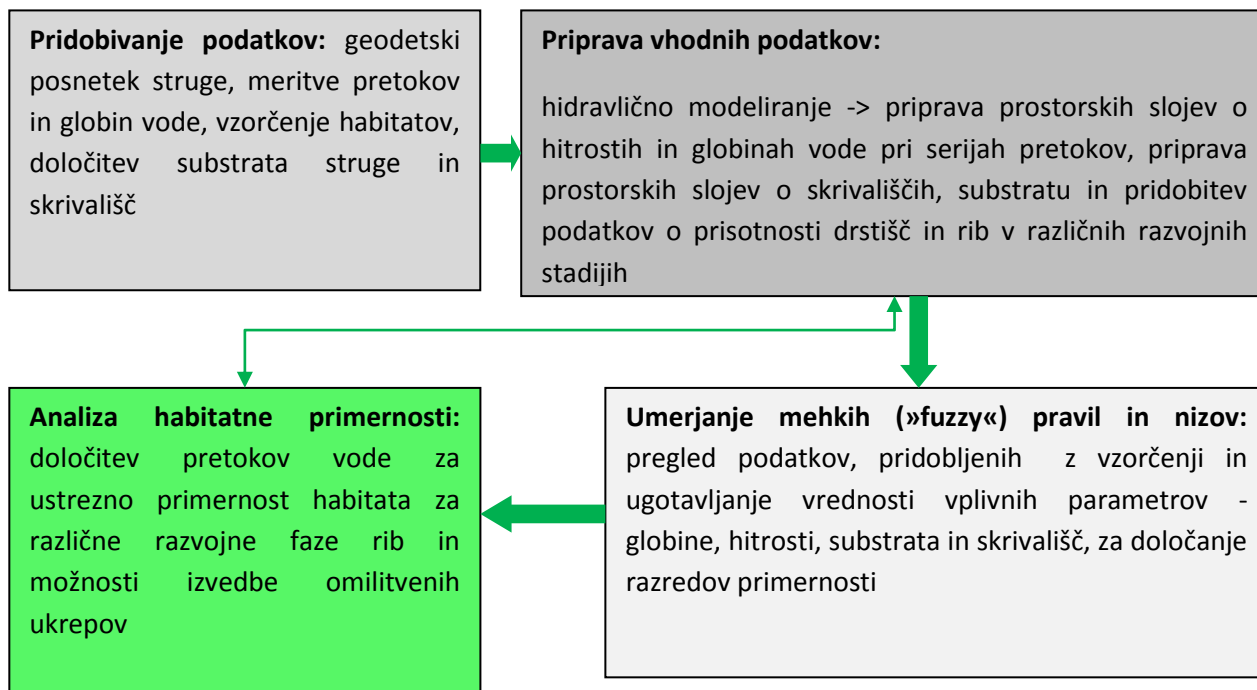 Pridobivanje podatkov: geodetski
posnetek struge, meritve pretokov
in globin vode, vzorčenje habitatov,
določitev substrata struge in
skrivališč
Priprava vhodnih podatkov:
hidravlično modeliranje -> priprava prostorskih slojev o
hitrostih in globinah vode pri serijah pretokov, priprava
prostorskih slojev o skrivališčih, substratu in pridobitev
podatkov o prisotnosti drstišč in rib v različnih razvojnih
stadijih
Analiza habitatne primernosti:
določitev pretokov vode za
ustrezno primernost habitata za
različne razvojne faze rib in
možnosti izvedbe omilitvenih
ukrepov
Umerjanje mehkih (»fuzzy«) pravil in nizov:
pregled podatkov, pridobljenih z vzorčenji in
ugotavljanje vrednosti vplivnih parametrov -
globine, hitrosti, substrata in skrivališč, za določanje
razredov primernosti